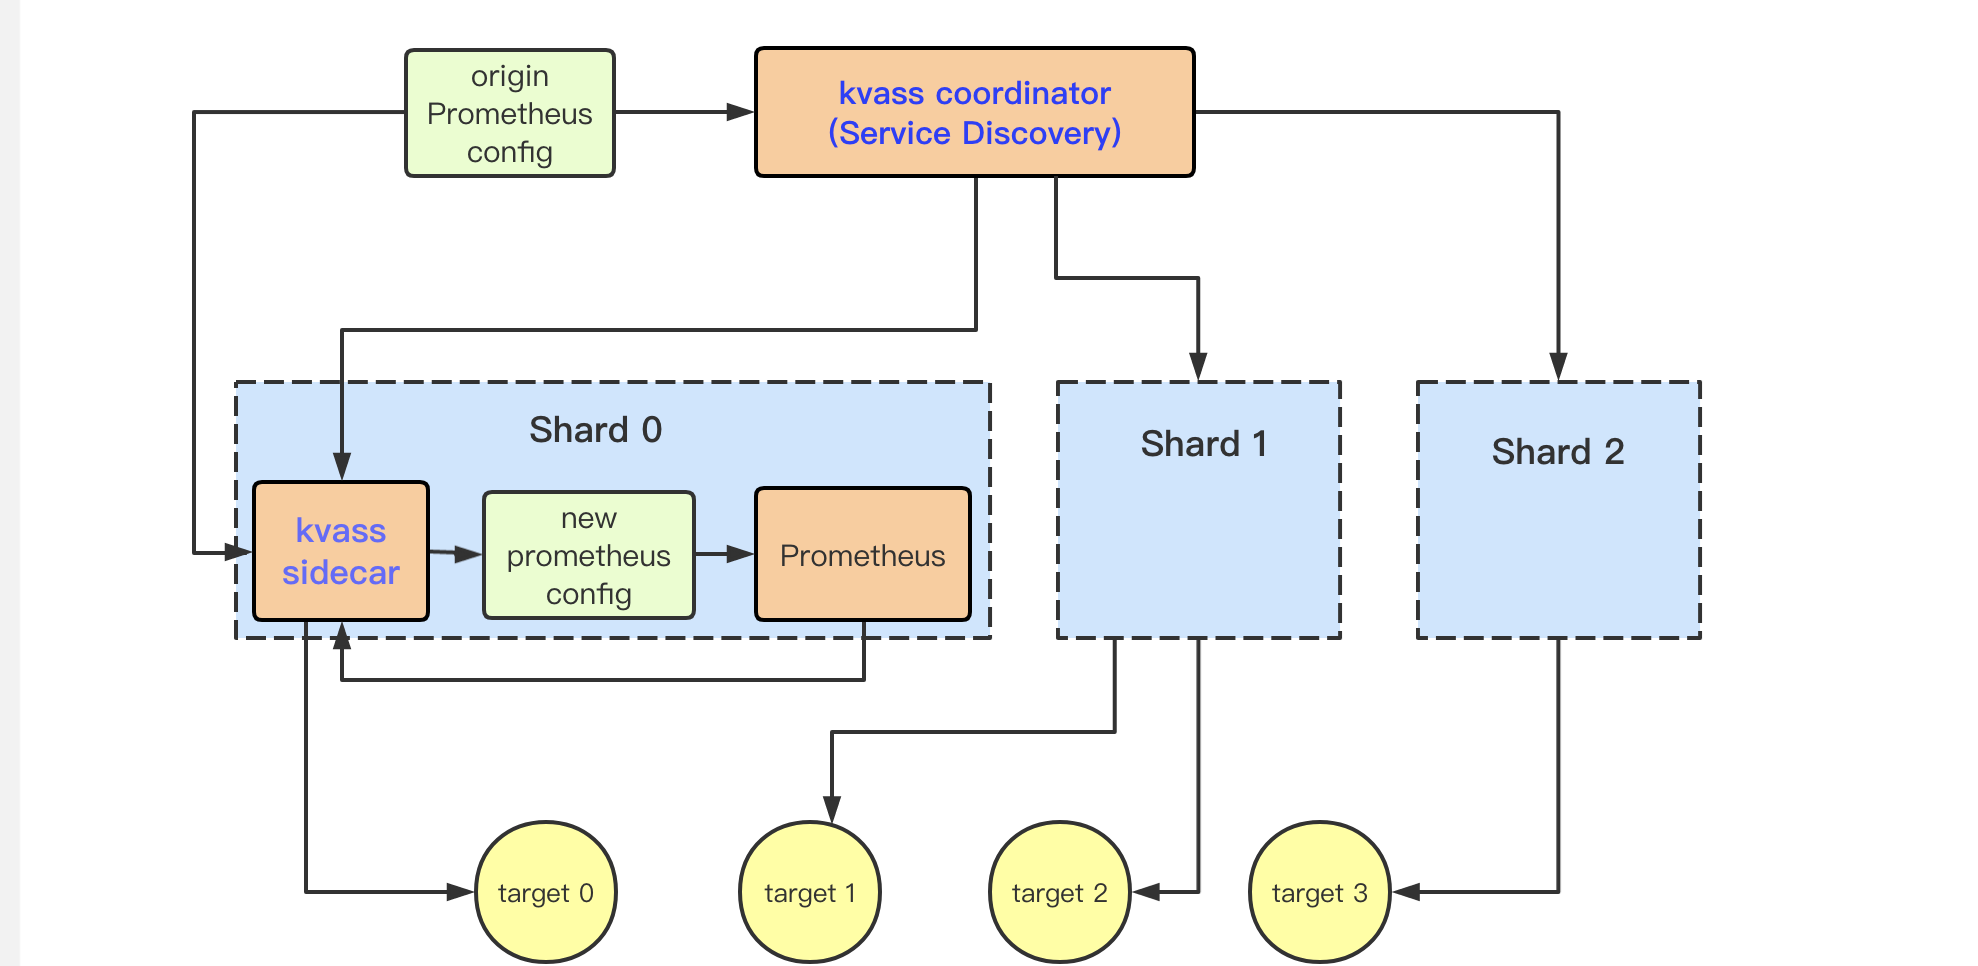 origin
Prometheus
config
kvass coordinator
(Service Discovery)
Shard 0
Shard 1
Shard 2
kvass
sidecar
new
prometheus
config
Prometheus
target 0
target 1
target 2
target 3